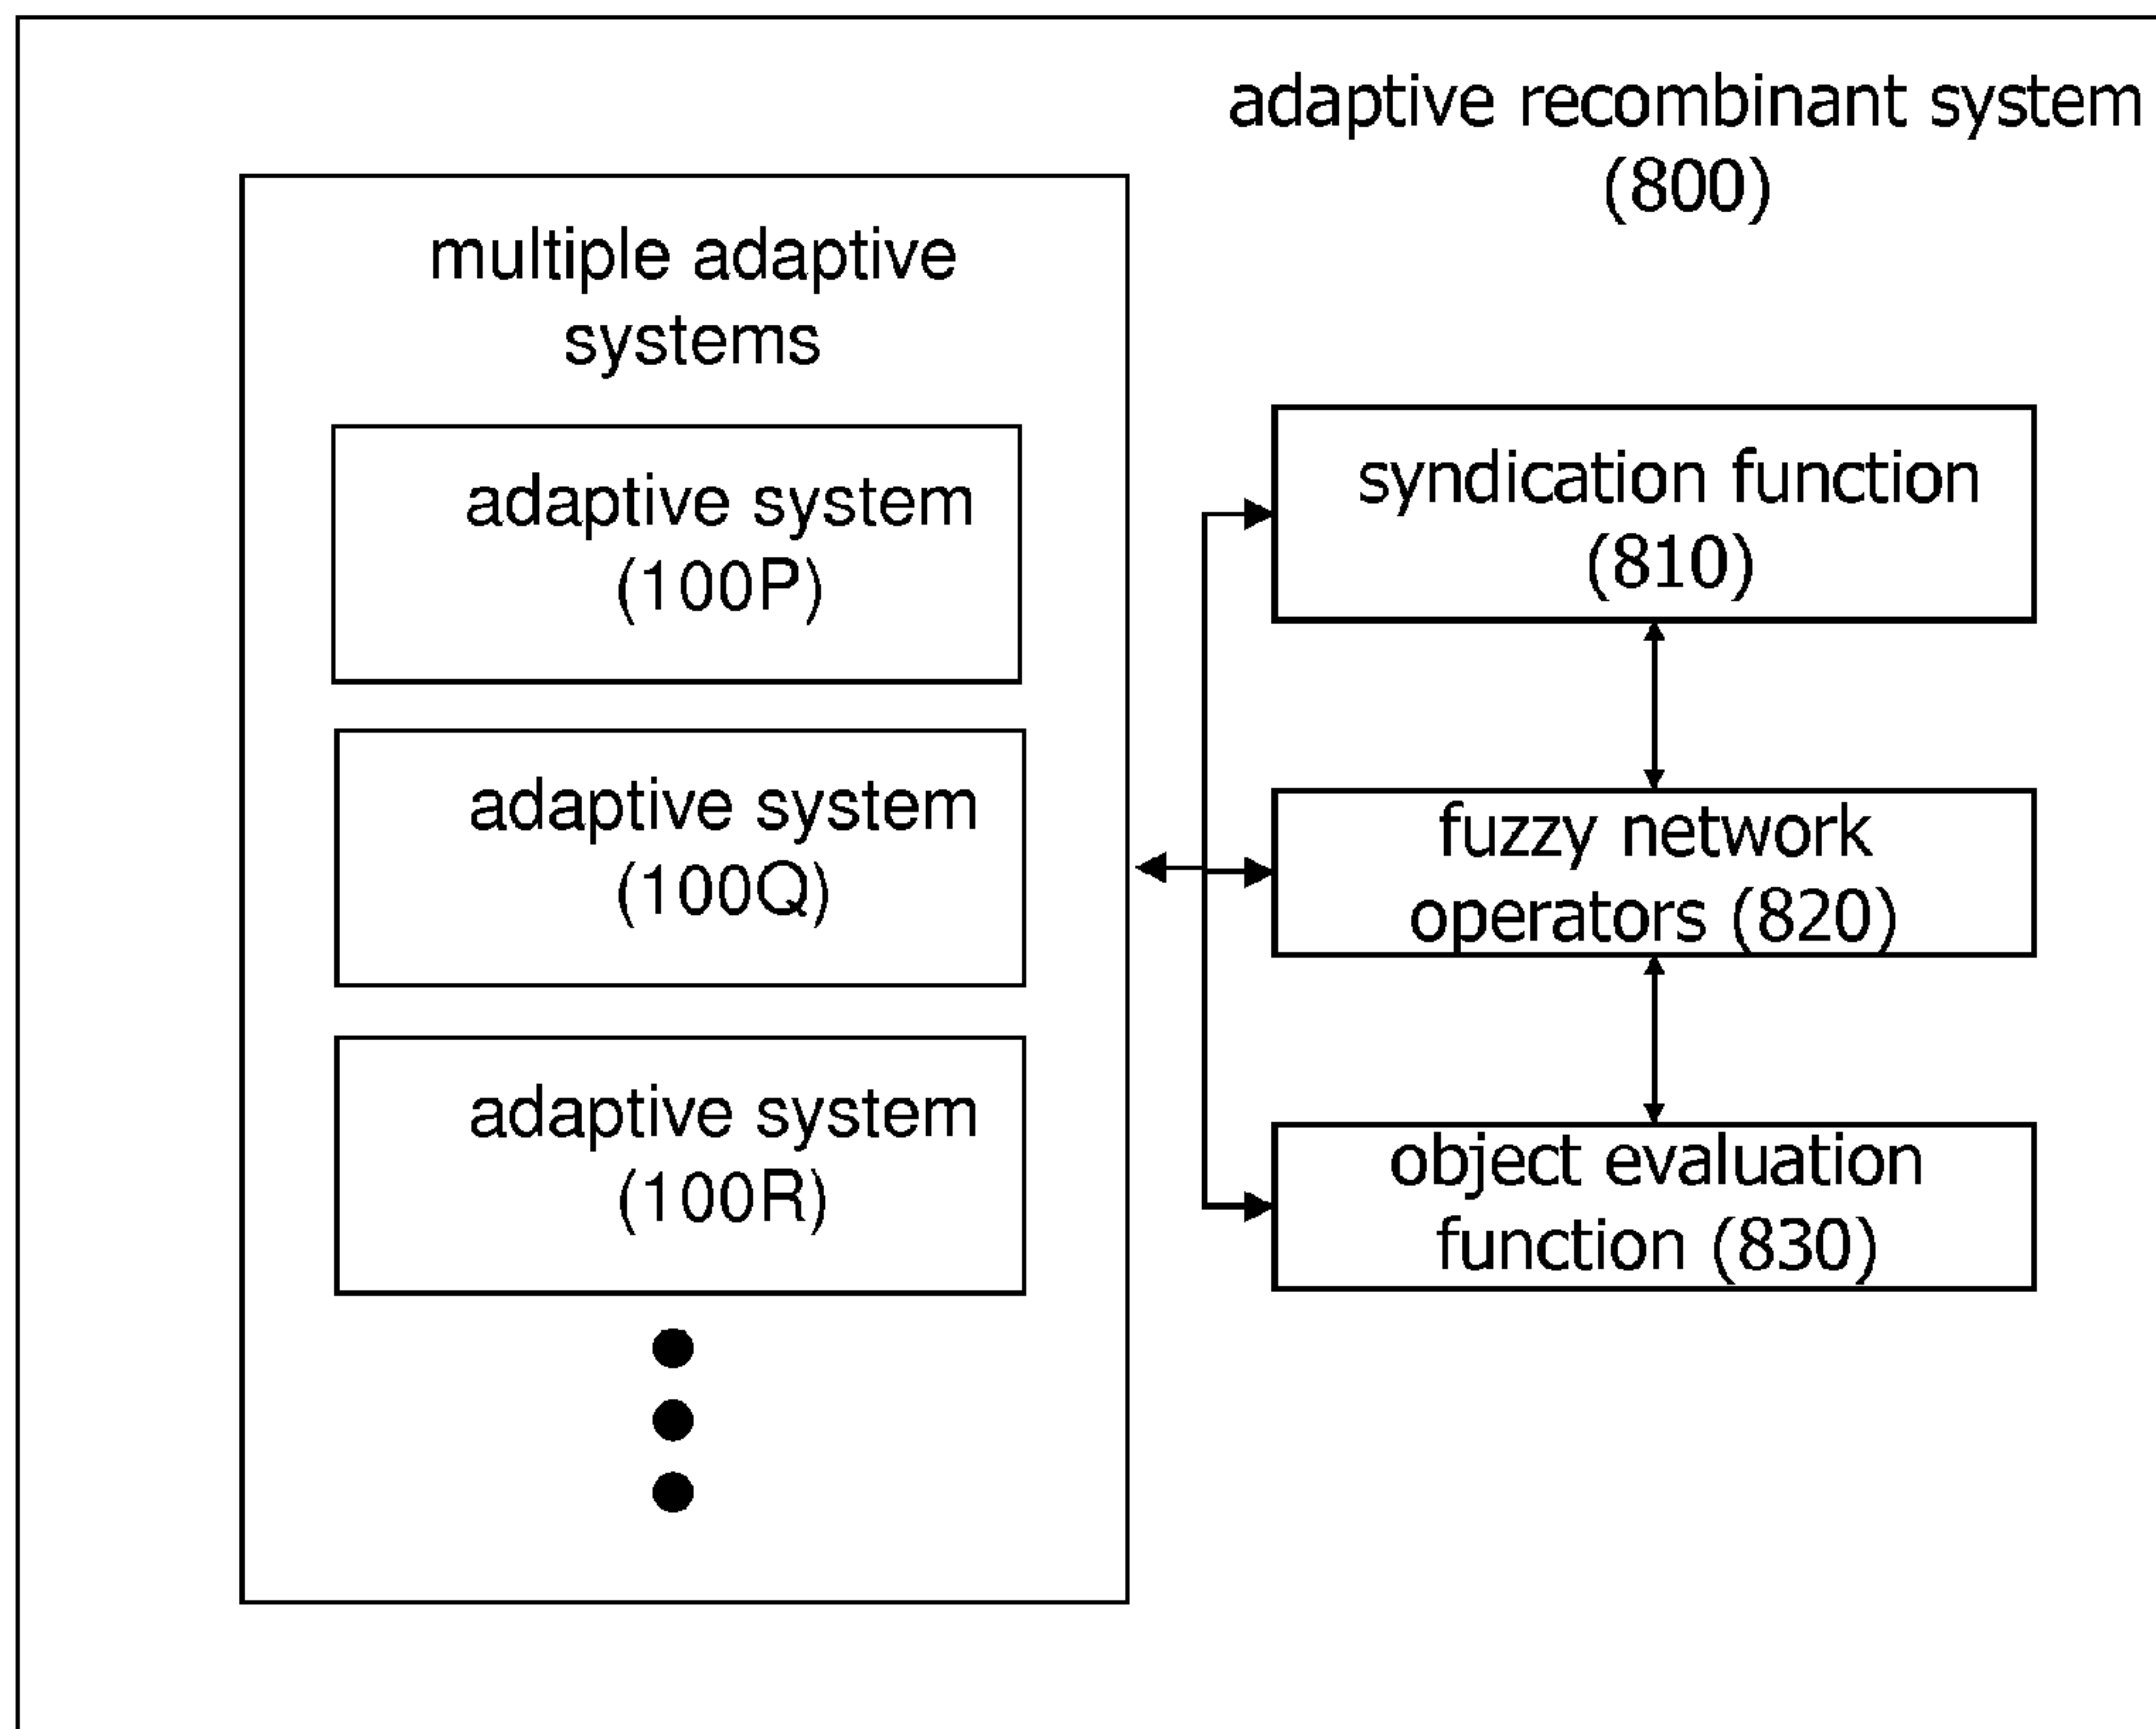 adaptive recombinant system
(800)
multiple adaptive
systems
adaptive system
(100P)
adaptive system
(100Q)
adaptive system
(100R)
syndication function
(810)
fuzzy network
operators (820)
object evaluation
function (830)